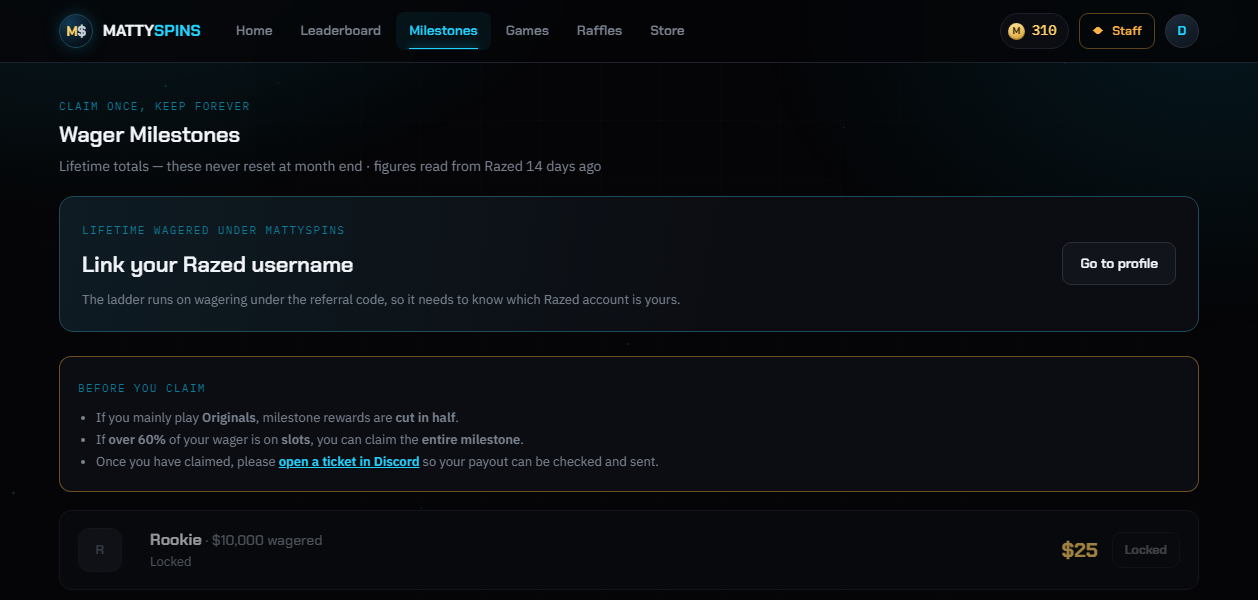 M$ MATTYSPINS Home Leaderboard Milestones Games Raffles Store M 310 Staff D
CLAIM ONCE, KEEP FOREVER
Wager Milestones
Lifetime totals — these never reset at month end · figures read from Razed 14 days ago
LIFETIME WAGERED UNDER MATTYSPINS
Link your Razed username
Go to profile
The ladder runs on wagering under the referral code, so it needs to know which Razed account is yours.
BEFORE YOU CLAIM
• If you mainly play Originals, milestone rewards are cut in half.
• If over 60% of your wager is on slots, you can claim the entire milestone.
• Once you have claimed, please open a ticket in Discord so your payout can be checked and sent.
R
Rookie · $10,000 wagered
Locked
$25 Locked